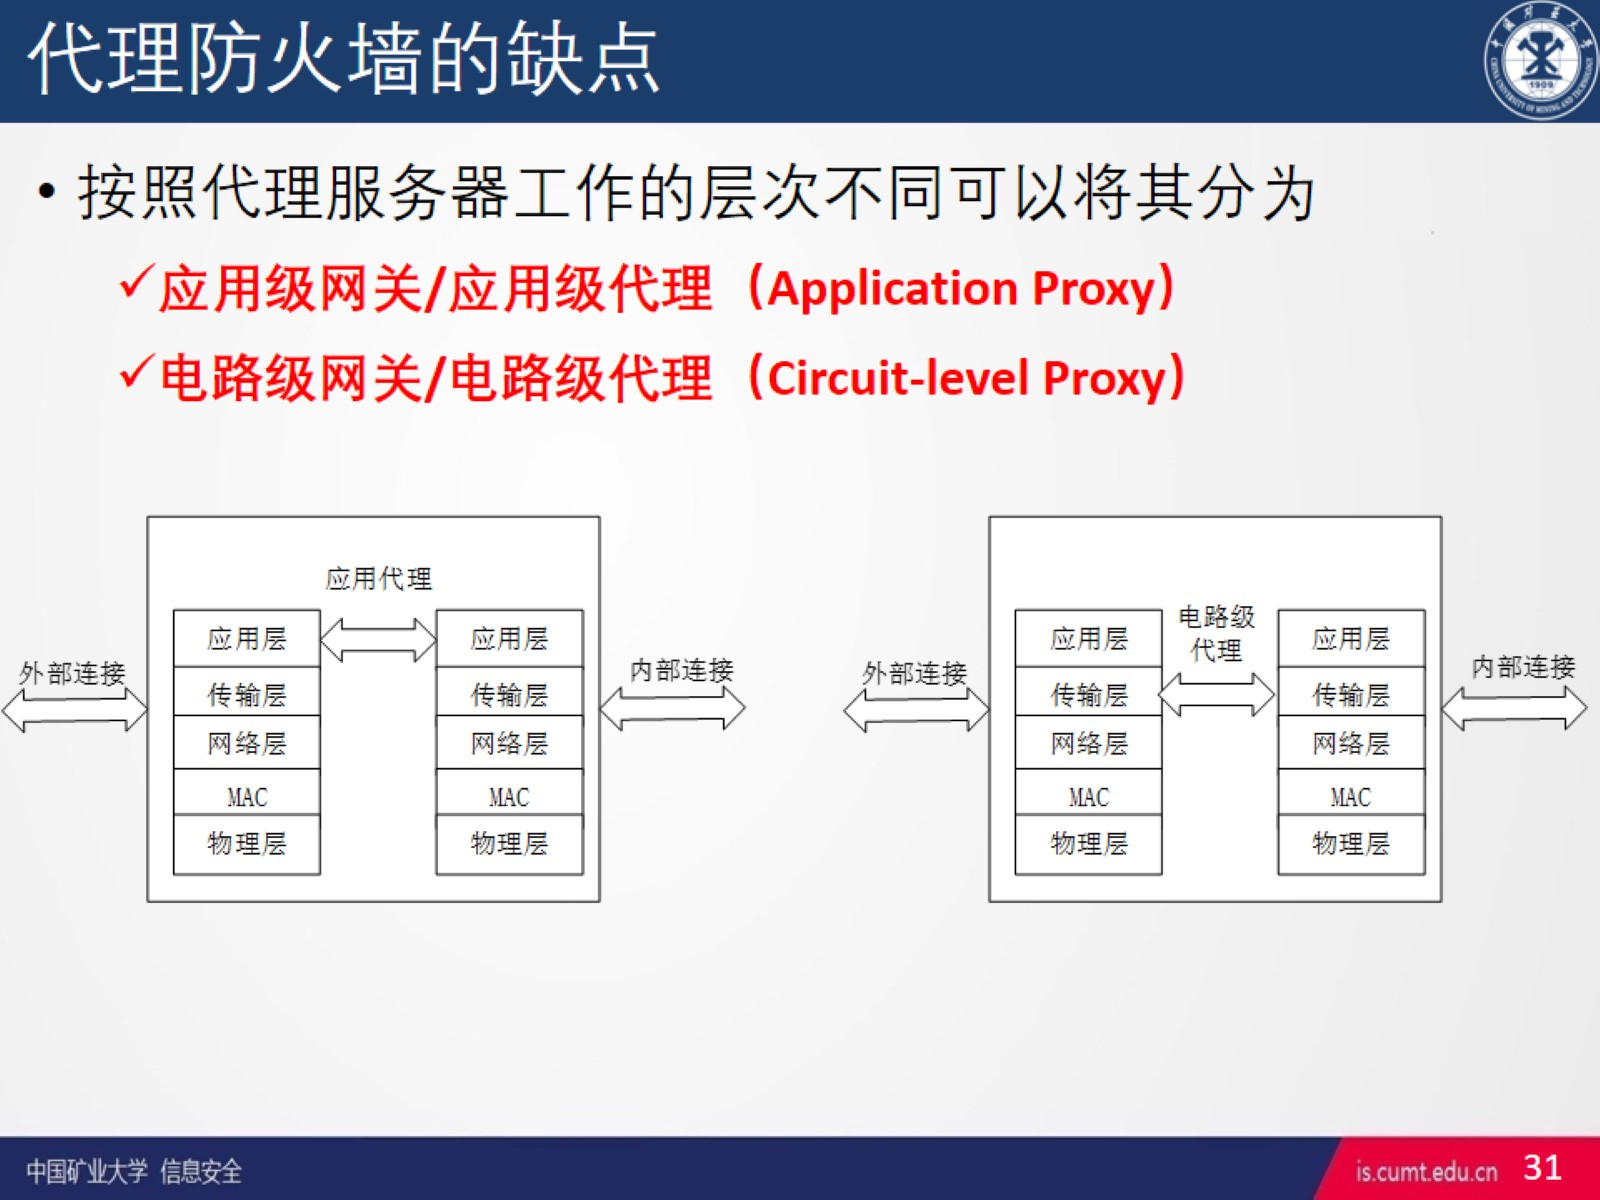 代理防火墙的缺点
• 按照代理服务器工作的层次不同可以将其分为
✓应用级网关/应用级代理（Application Proxy）
✓电路级网关/电路级代理（Circuit-level Proxy）
应用代理
应用层
应用层
传输层
传输层
网络层
网络层
MAC
MAC
物理层
物理层
外部连接
内部连接
电路级
代理
应用层
应用层
传输层
传输层
网络层
网络层
MAC
MAC
物理层
物理层
外部连接
内部连接
中国矿业大学 信息安全
is.cumt.edu.cn 31
CHINA UNIVERSITY OF MINING AND TECHNOLOGY
1909